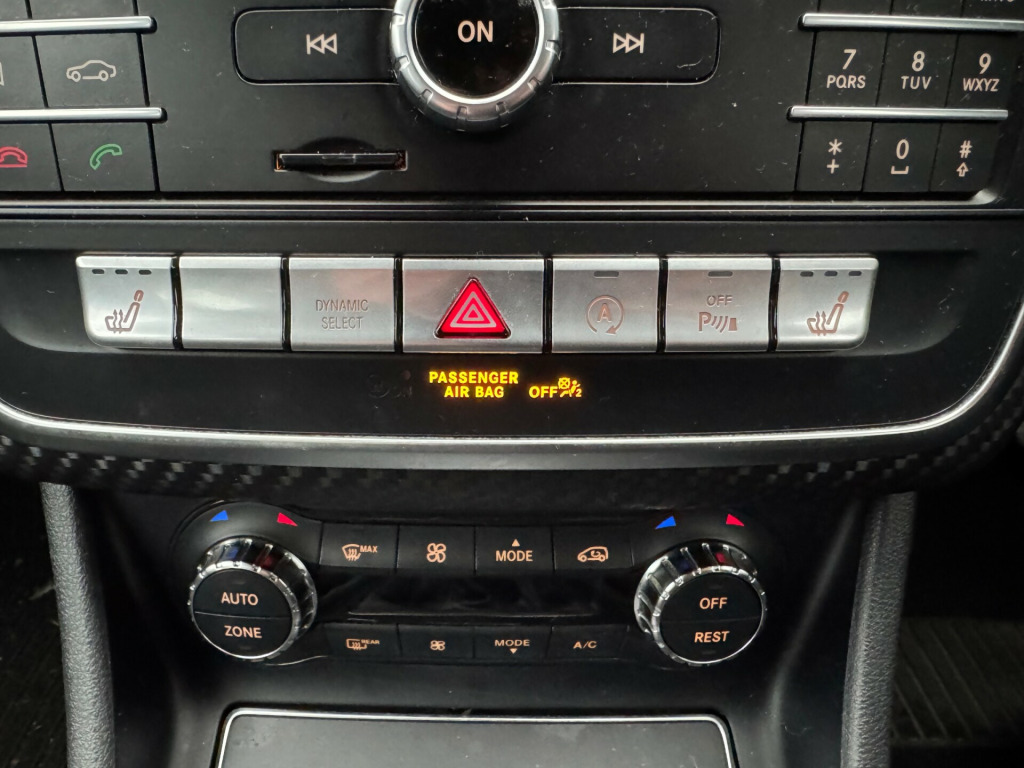 ON
7
PQRS
8
TUV
9
WXYZ
*
+
0
#
DYNAMIC
SELECT
A
OFF
P
PASSENGER
AIR BAG
OFF
2
MAX
MODE
AUTO
ZONE
OFF
REST
REAR
MODE
A/C